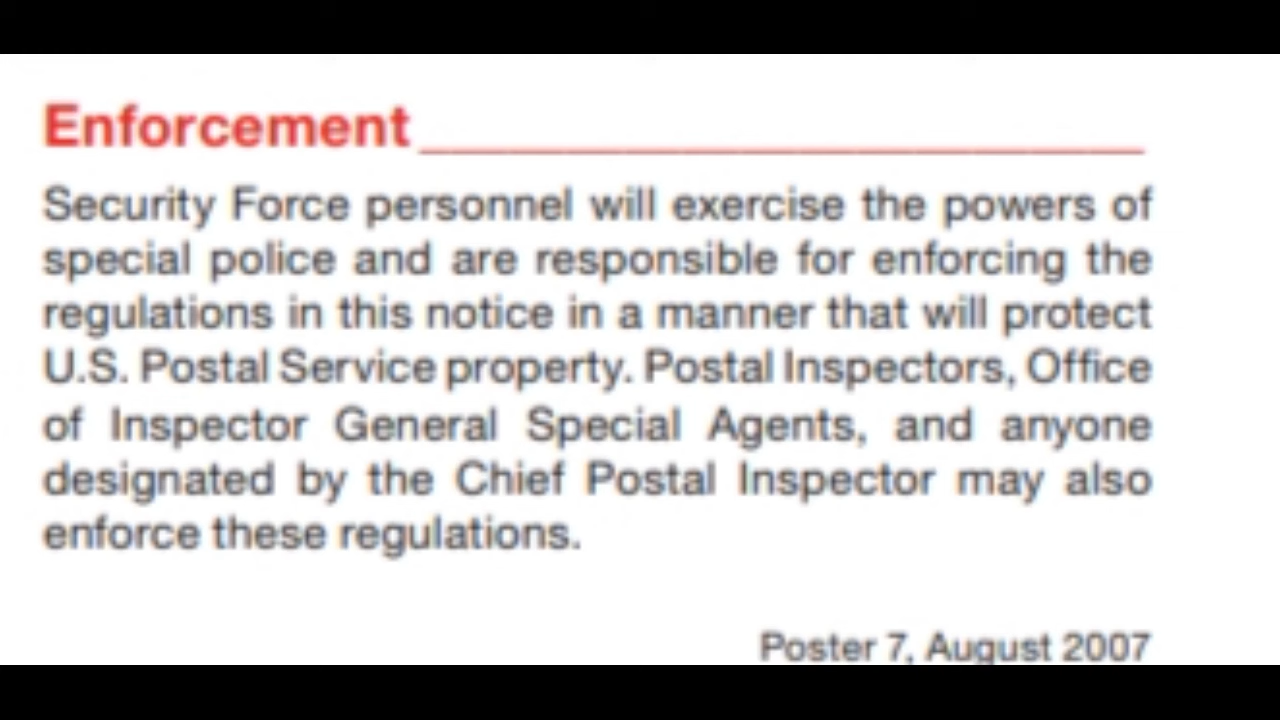 Enforcement
Security Force personnel will exercise the powers of
special police and are responsible for enforcing the
regulations in this notice in a manner that will protect
U.S. Postal Service property. Postal Inspectors, Office
of Inspector General Special Agents, and anyone
designated by the Chief Postal Inspector may also
enforce these regulations.
Poster 7, August 2007